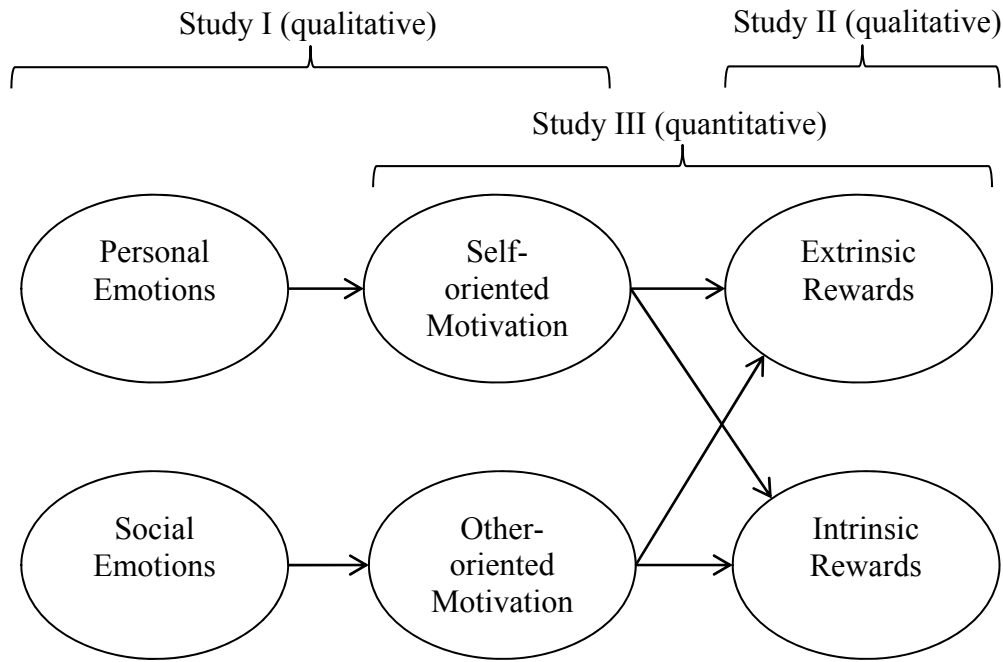 Study I (qualitative)
Study II (qualitative)
Study III (quantitative)
Personal
Emotions
Self-
oriented
Motivation
Extrinsic
Rewards
Social
Emotions
Other-
oriented
Motivation
Intrinsic
Rewards